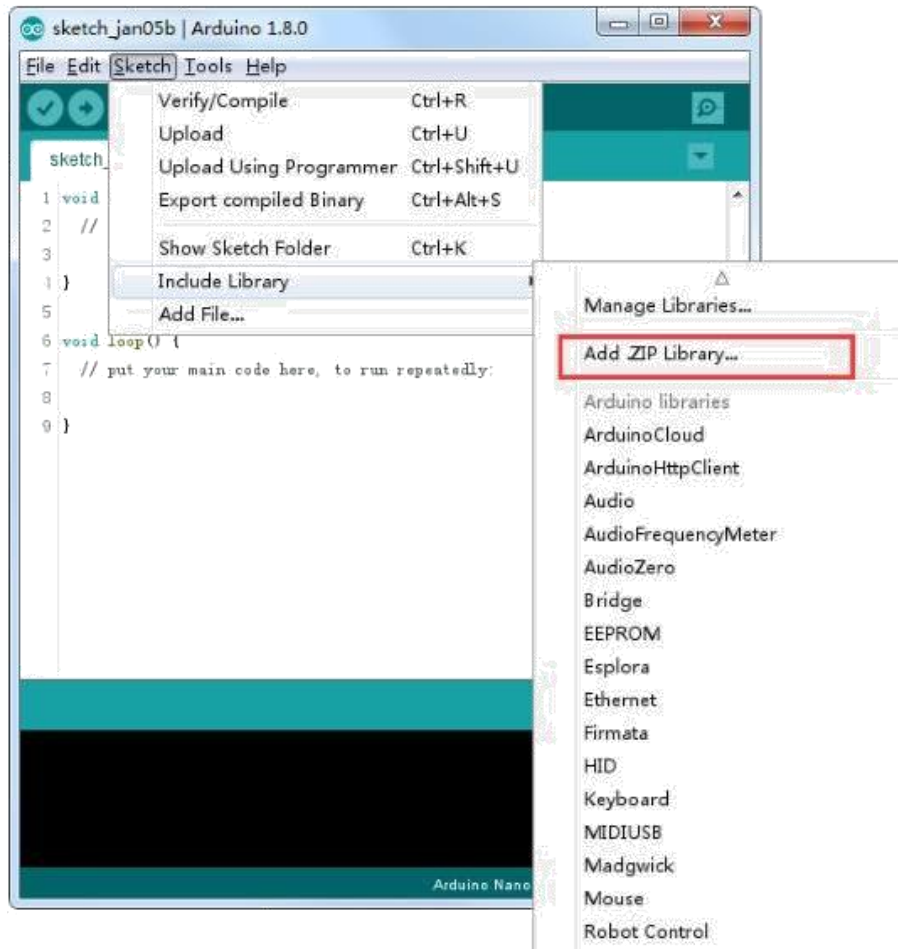 sketch_jan05b | Arduino 1.8.0
File Edit Sketch Tools Help
Verify/Compile Ctrl+R
Upload Ctrl+U
Upload Using Programmer Ctrl+Shift+U
Export compiled Binary Ctrl+Alt+S
Show Sketch Folder Ctrl+K
Include Library
Add File...
sketch_
1 void
2 //
3
4 }
5
6 void loop() {
7 // put your main code here, to run repeatedly:
8
9 }
Manage Libraries...
Add .ZIP Library...
Arduino libraries
ArduinoCloud
ArduinoHttpClient
Audio
AudioFrequencyMeter
AudioZero
Bridge
EEPROM
Esplora
Ethernet
Firmata
HID
Keyboard
MIDIUSB
Madgwick
Mouse
Robot Control
Arduino Nano